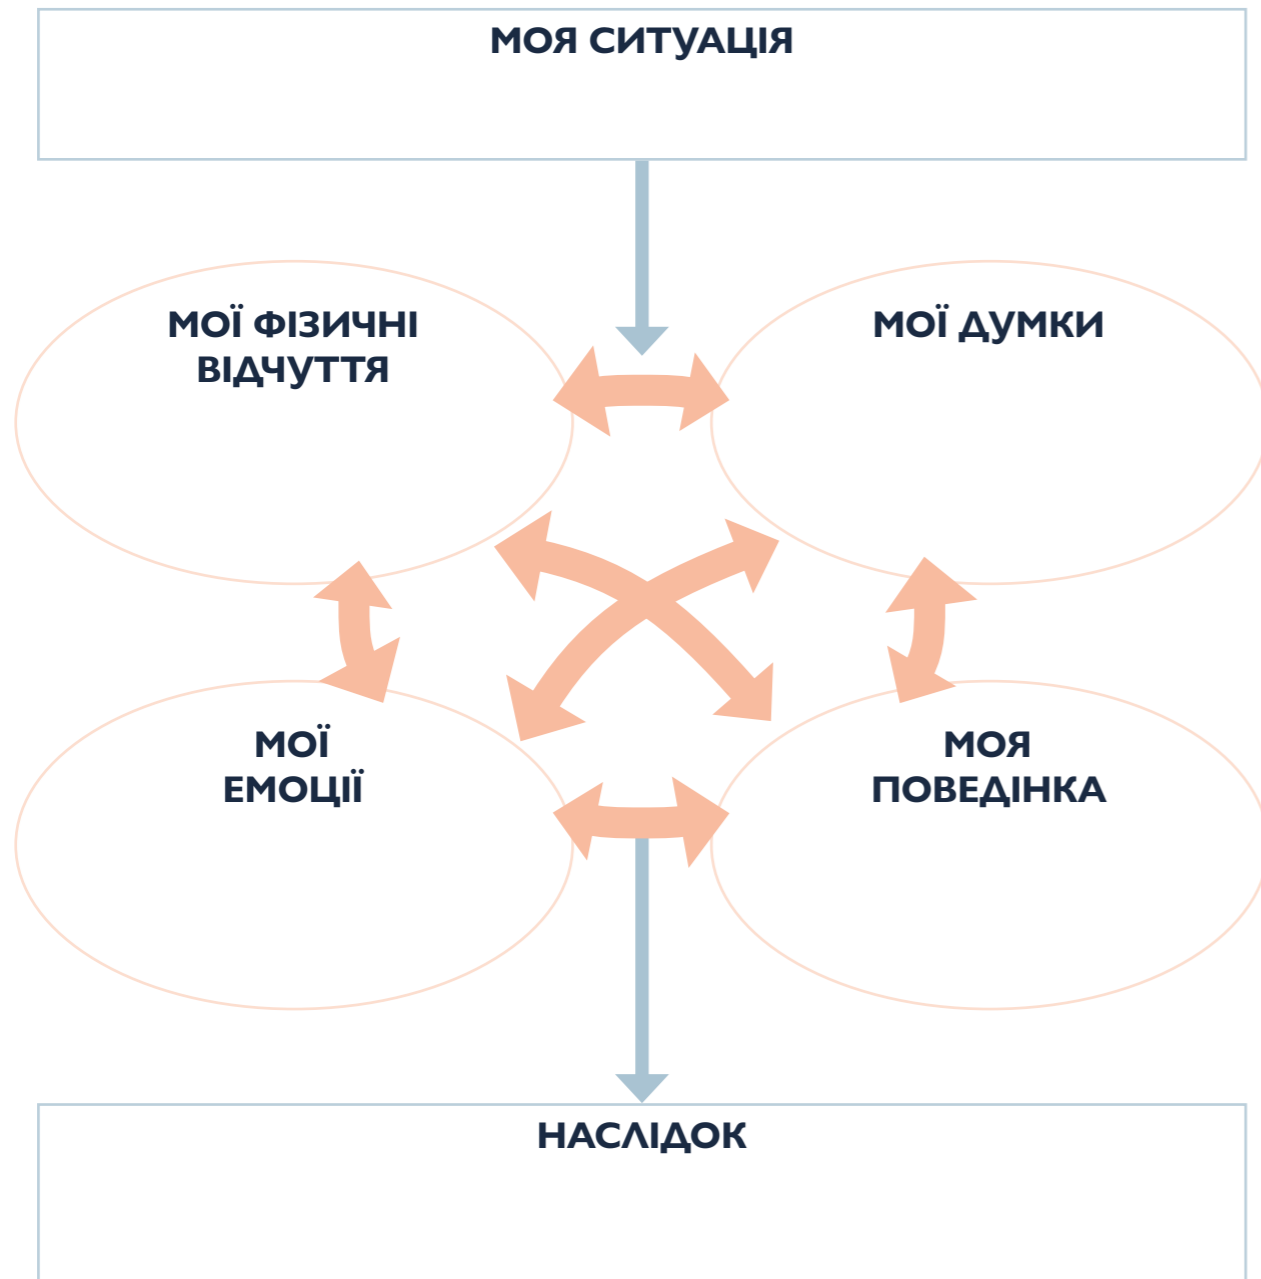 МОЯ СИТУАЦІЯ
МОЇ ФІЗИЧНІ
ВІДЧУТТЯ
МОЇ ДУМКИ
МОЇ
ЕМОЦІЇ
МОЯ
ПОВЕДІНКА
НАСЛІДОК